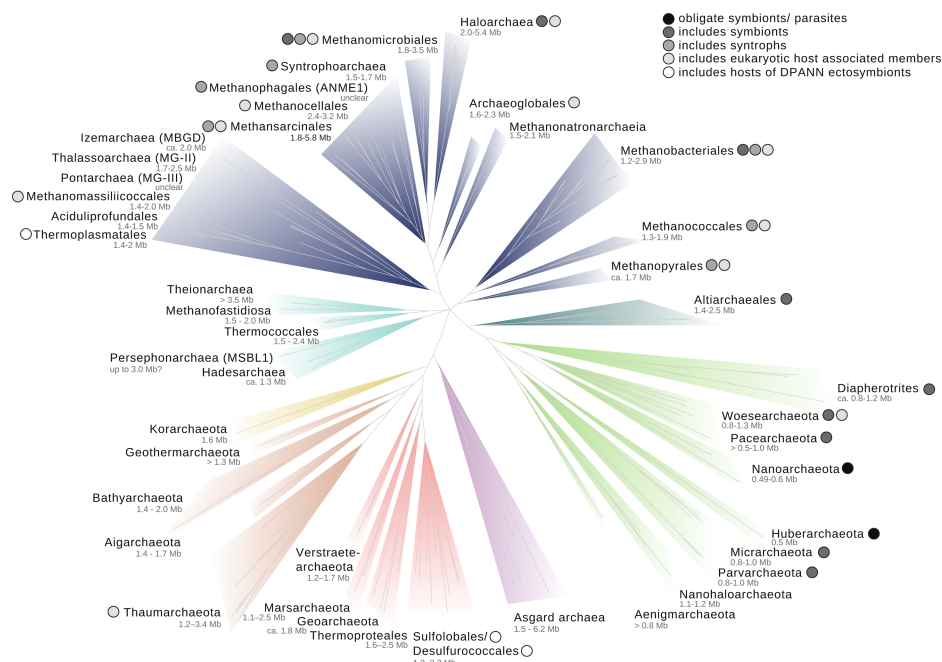 Haloarchaea
2.0-5.4 Mb
obligate symbionts/ parasites
includes symbionts
includes syntrophs
includes eukaryotic host associated members
includes hosts of DPANN ectosymbionts
Methanomicrobiales
1.8-3.5 Mb
Syntrophoarchaea
1.5-1.7 Mb
Methanophagales (ANME1)
unclear
Methanocellales
2.4-3.2 Mb
Methansarcinales
1.8-5.8 Mb
Izemarchaea (MBGD)
ca. 2.0 Mb
Thalassoarchaea (MG-II)
1.7-2.5 Mb
Pontarchaea (MG-III)
unclear
Methanomassiliicoccales
1.4-2.0 Mb
Aciduliprofundales
1.4-1.5 Mb
Thermoplasmatales
1.4-2 Mb
Archaeoglobales
1.6-2.3 Mb
Methanonatronarchaeia
1.5-2.1 Mb
Methanobacteriales
1.2-2.9 Mb
Methanococcales
1.3-1.9 Mb
Methanopyrales
ca. 1.7 Mb
Altiarchaeales
1.4-2.5 Mb
Theionarchaea
> 3.5 Mb
Methanofastidiosa
1.5 - 2.0 Mb
Thermococcales
1.5 - 2.4 Mb
Persephonarchaea (MSBL1)
up to 3.0 Mb?
Hadesarchaea
ca. 1.3 Mb
Korarchaeota
1.6 Mb
Geothermarchaeota
> 1.3 Mb
Bathyarchaeota
1.4 - 2.0 Mb
Aigarchaeota
1.4 - 1.7 Mb
Thaumarchaeota
1.2–3.4 Mb
Verstraete-
archaeota
1.2–1.7 Mb
Marsarchaeota
1.1–2.5 Mb
Geoarchaeota
ca. 1.8 Mb
Thermoproteales
1.6–2.5 Mb
Sulfolobales/
Desulfurococcales
Asgard archaea
1.5 - 6.2 Mb
Diapherotrites
ca. 0.8-1.2 Mb
Woesearchaeota
0.8-1.3 Mb
Pacearchaeota
> 0.5-1.0 Mb
Nanoarchaeota
0.49-0.6 Mb
Huberarchaeota
0.5 Mb
Micrarchaeota
0.8-1.0 Mb
Parvarchaeota
0.8-1.0 Mb
Nanohaloarchaeota
1.1-1.2 Mb
Aenigmarchaeota
> 0.8 Mb